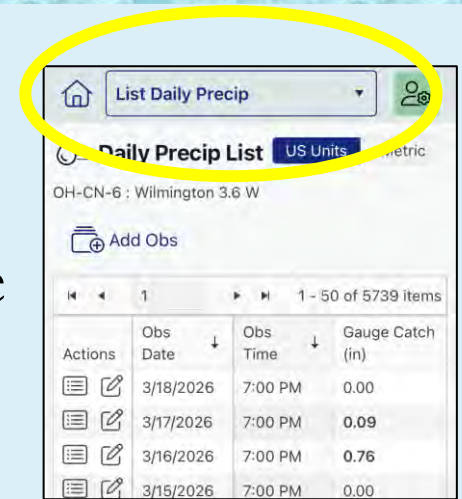 List Daily Precip
Daily Precip List US Units Metric
OH-CN-6 : Wilmington 3.6 W
Add Obs
1 1 - 50 of 5739 items
Actions Obs Date ↓ Obs Time ↓ Gauge Catch (in)
3/18/2026 7:00 PM 0.00
3/17/2026 7:00 PM 0.09
3/16/2026 7:00 PM 0.76
3/15/2026 7:00 PM 0.00
e